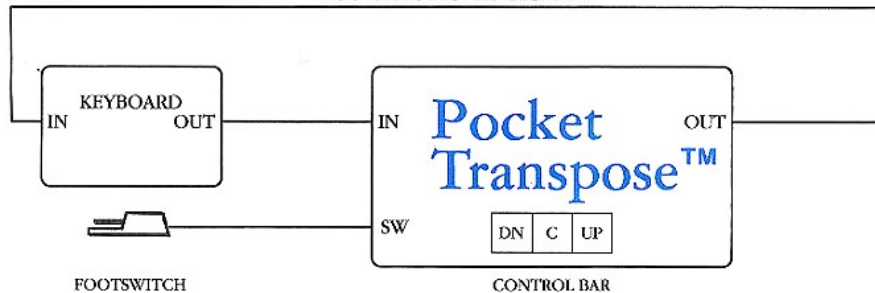 KEYBOARD
IN OUT
IN
Pocket
Transpose™
OUT
SW
DN C UP
FOOTSWITCH
CONTROL BAR